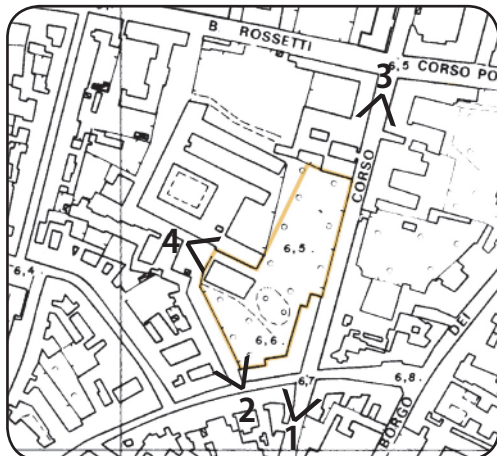 B ROSSETTI
6,5 CORSO PO
3
CORSO
4
6,5
6,4.
6,6
DEI
6,7
6,8.
2
BORGO
1